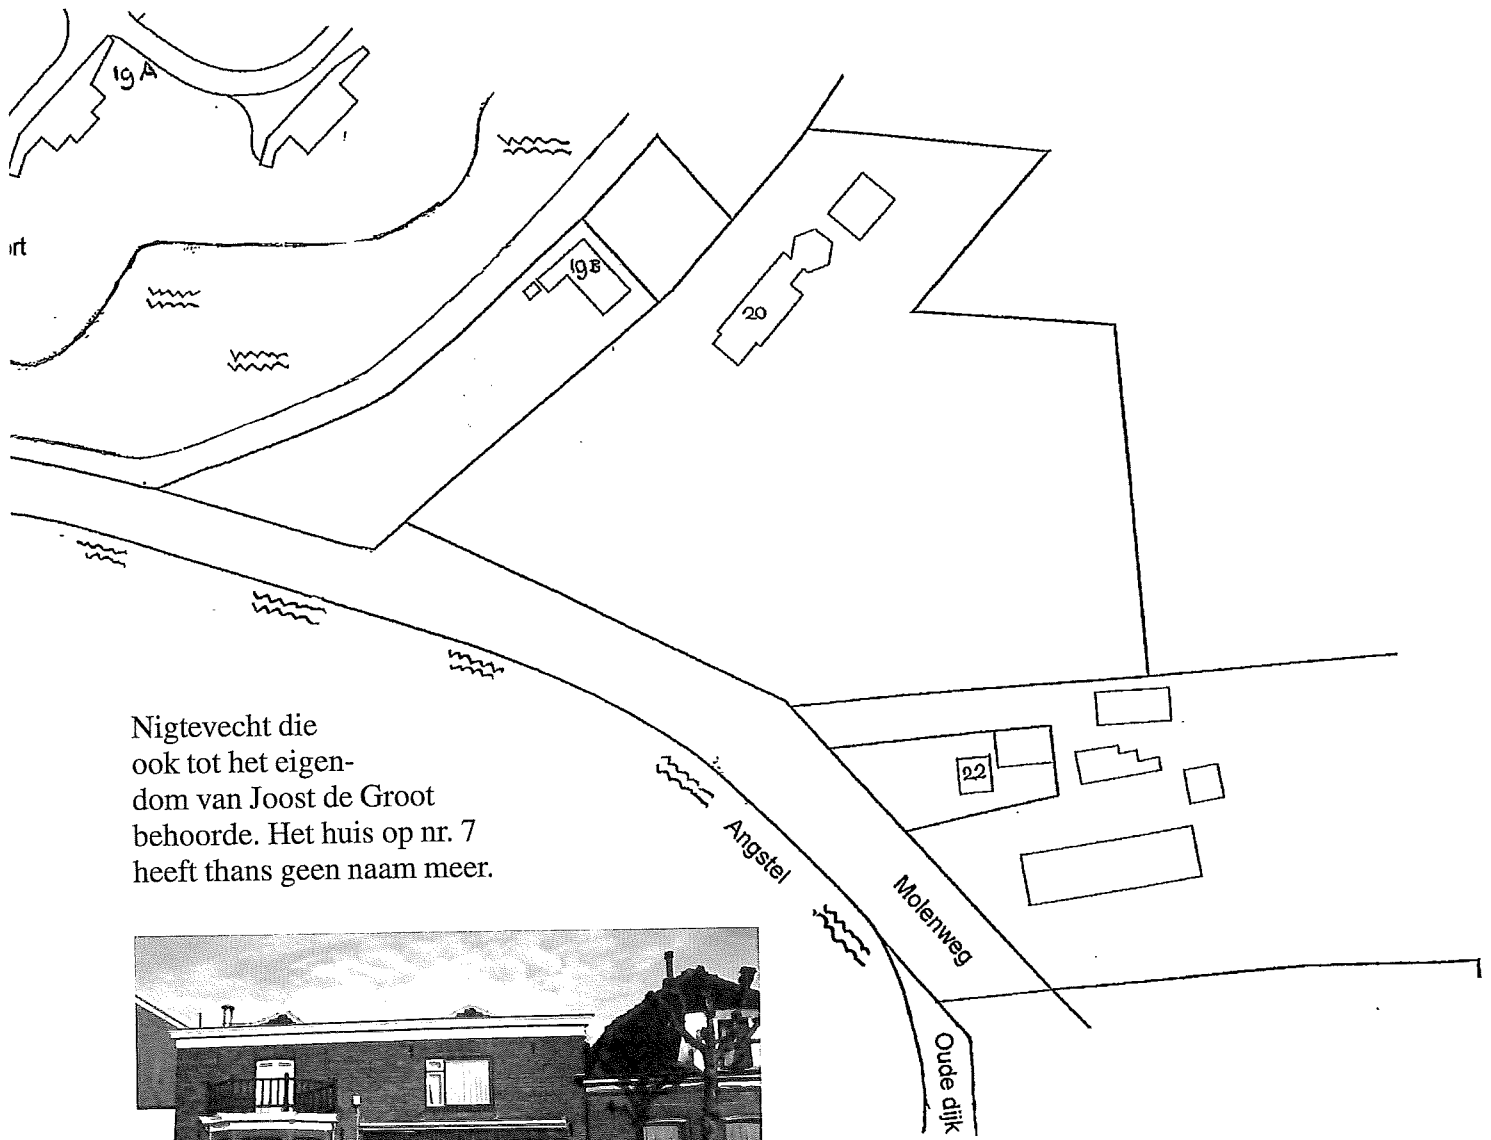 19A
rt
19B
20
Nigtevecht die
ook tot het eigen-
dom van Joost de Groot
behoorde. Het huis op nr. 7
heeft thans geen naam meer.
22
Angstel
Molenweg
Oude dijk